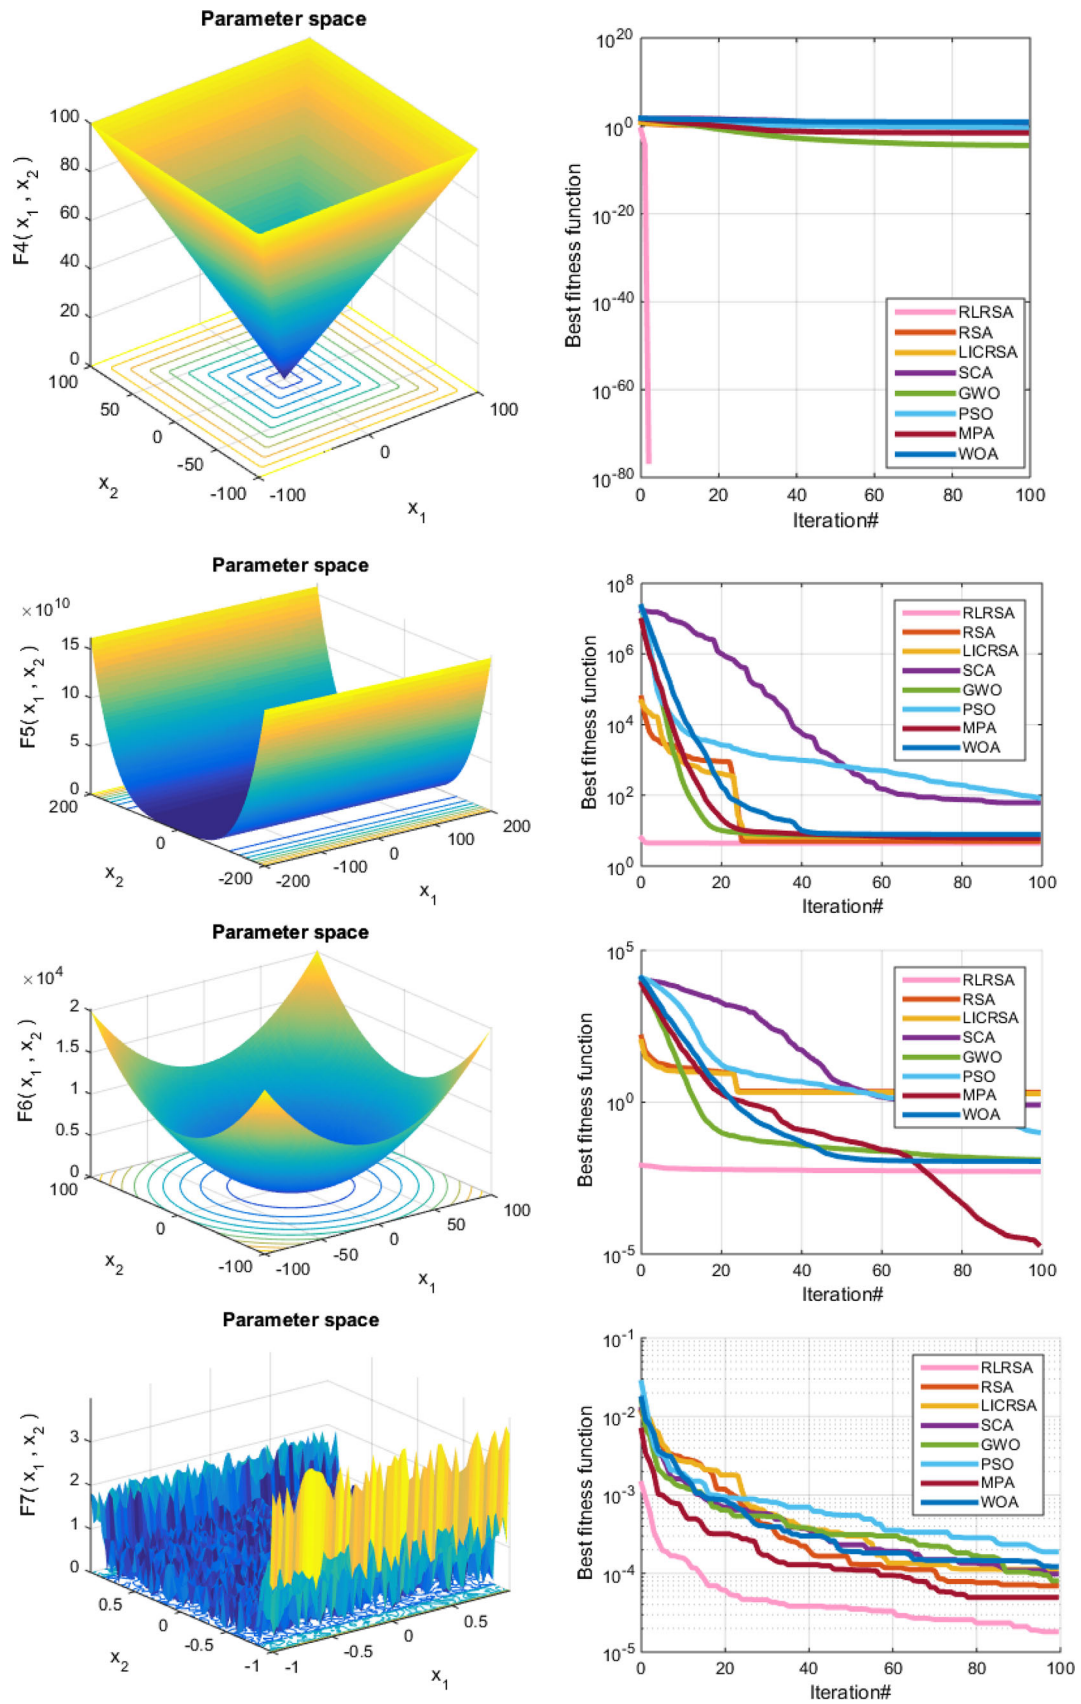 Parameter space
F4( x1 , x2 )
100
80
60
40
20
0
100
50
0
-50
-100
x2
-100
0
100
x1
Best fitness function
10^20
10^0
10^-20
10^-40
10^-60
10^-80
0 20 40 60 80 100
Iteration#
RLRSA
RSA
LICRSA
SCA
GWO
PSO
MPA
WOA
Parameter space
× 10^10
F5( x1 , x2 )
15
10
5
0
200
0
-200
x2
-200
-100
0
100
200
x1
Best fitness function
10^8
10^6
10^4
10^2
10^0
0 20 40 60 80 100
Iteration#
RLRSA
RSA
LICRSA
SCA
GWO
PSO
MPA
WOA
Parameter space
× 10^4
F6( x1 , x2 )
2
1.5
1
0.5
0
100
0
-100
x2
-100
-50
0
50
100
x1
Best fitness function
10^5
10^0
10^-5
0 20 40 60 80 100
Iteration#
RLRSA
RSA
LICRSA
SCA
GWO
PSO
MPA
WOA
Parameter space
F7( x1 , x2 )
3
2
1
0
0.5
0
-0.5
-1
x2
-1
-0.5
0
0.5
x1
Best fitness function
10^-1
10^-2
10^-3
10^-4
10^-5
0 20 40 60 80 100
Iteration#
RLRSA
RSA
LICRSA
SCA
GWO
PSO
MPA
WOA